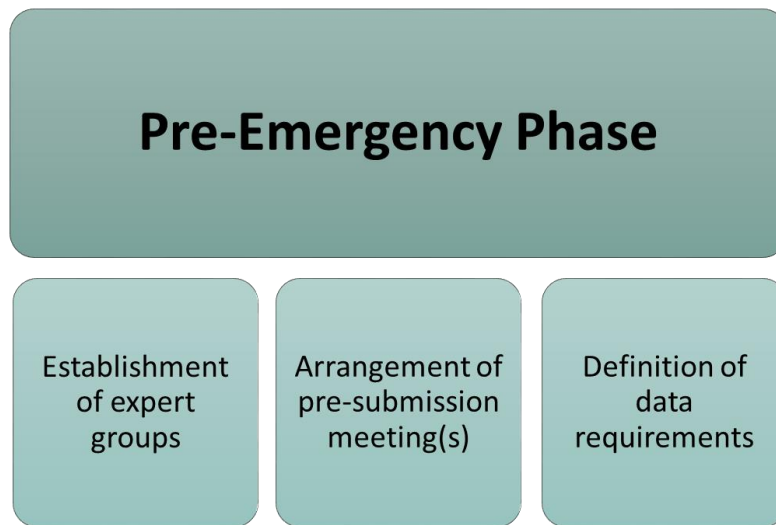 Pre-Emergency Phase
Establishment
of expert
groups
Arrangement of
pre-submission
meeting(s)
Definition of
data
requirements